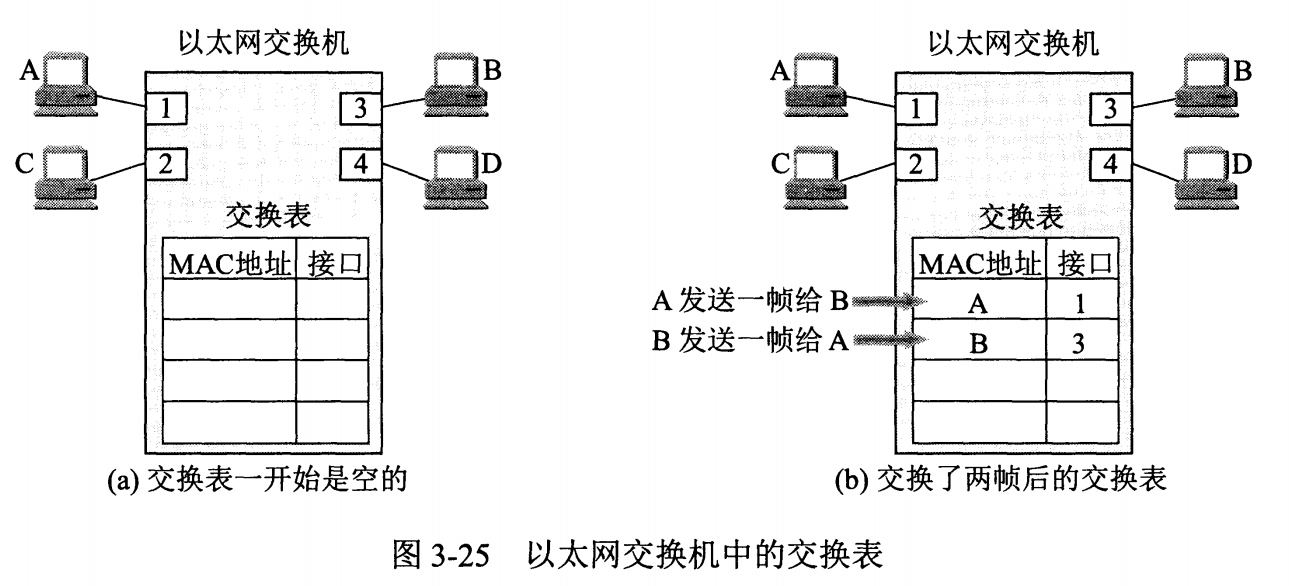 以太网交换机
A
B
1
3
C
2
4
D
交换表
MAC地址 接口
(a) 交换表一开始是空的
以太网交换机
A
B
1
3
C
2
4
D
交换表
MAC地址 接口
A 发送一帧给 B A 1
B 发送一帧给 A B 3
(b) 交换了两帧后的交换表
图 3-25 以太网交换机中的交换表